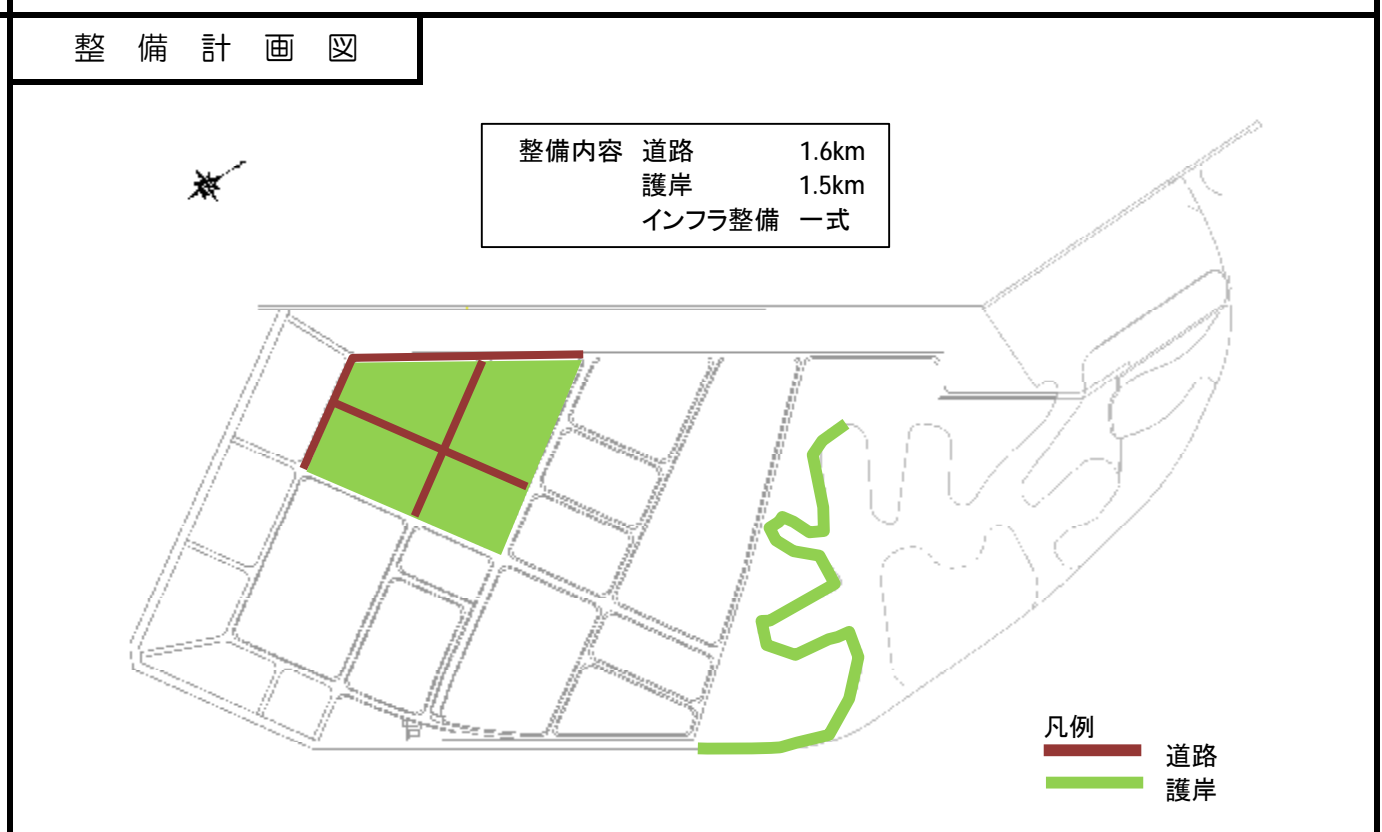 整備計画図
整備内容 道路 1.6km
護岸 1.5km
インフラ整備 一式
凡例
道路
護岸